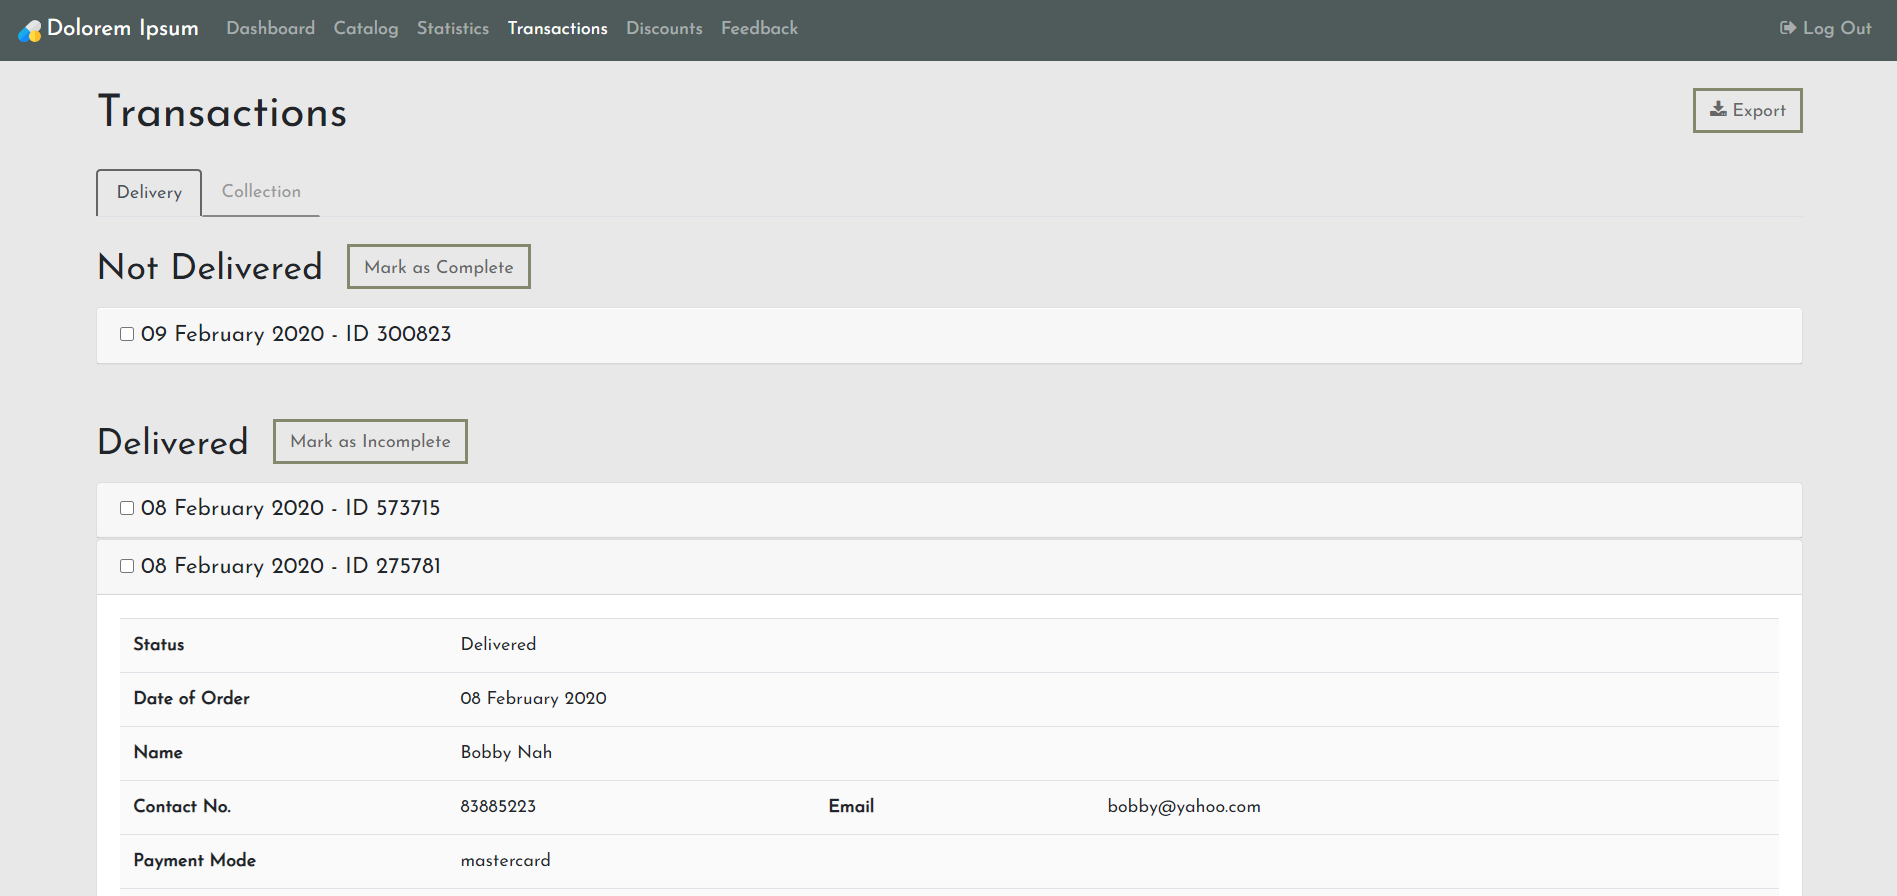 Dolorem Ipsum Dashboard Catalog Statistics Transactions Discounts Feedback Log Out
Transactions Export
Delivery Collection
Not Delivered Mark as Complete
09 February 2020 - ID 300823
Delivered Mark as Incomplete
08 February 2020 - ID 573715
08 February 2020 - ID 275781
Status Delivered
Date of Order 08 February 2020
Name Bobby Nah
Contact No. 83885223 Email bobby@yahoo.com
Payment Mode mastercard